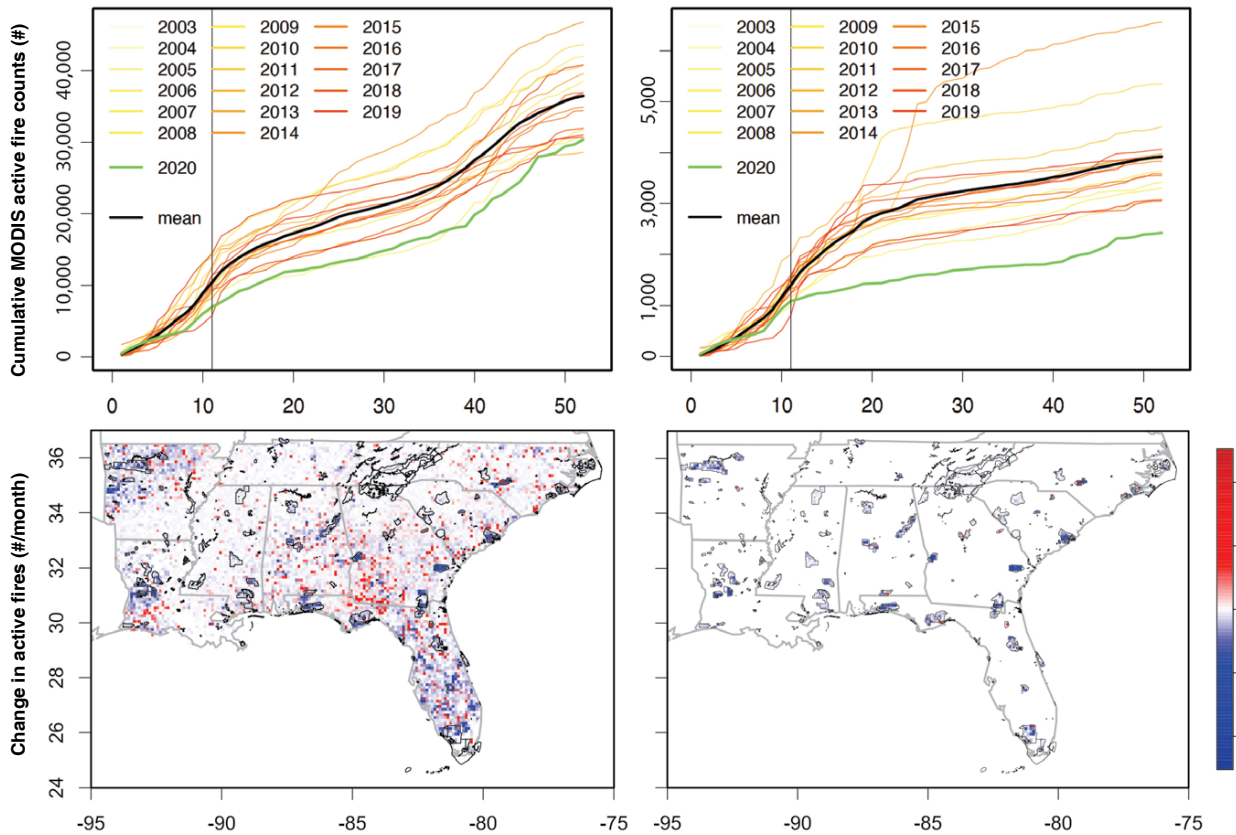 Cumulative MODIS active fire counts (#)
40,000
30,000
20,000
10,000
0
2003 2009 2015
2004 2010 2016
2005 2011 2017
2006 2012 2018
2007 2013 2019
2008 2014
2020
mean
0 10 20 30 40 50
5,000
3,000
1,000
0
2003 2009 2015
2004 2010 2016
2005 2011 2017
2006 2012 2018
2007 2013 2019
2008 2014
2020
mean
0 10 20 30 40 50
Change in active fires (#/month)
36
34
32
30
28
26
24
-95 -90 -85 -80 -75
-95 -90 -85 -80 -75